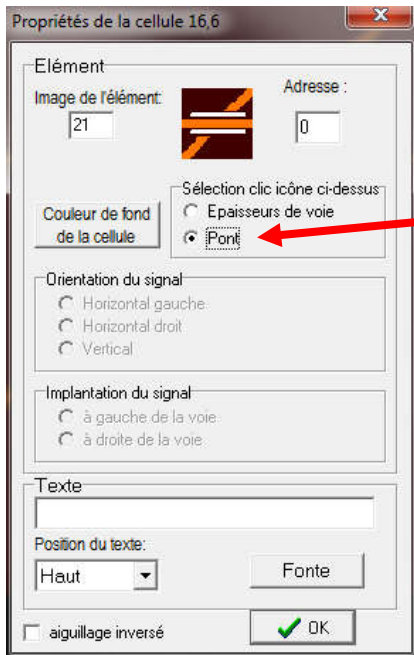 Propriétés de la cellule 16,6
Elément
Image de l'élément:
Adresse :
21
0
Sélection clic icône ci-dessus
Couleur de fond
de la cellule
Epaisseurs de voie
Pont
Orientation du signal
Horizontal gauche
Horizontal droit
Vertical
Implantation du signal
à gauche de la voie
à droite de la voie
Texte
Position du texte:
Haut
Fonte
aiguillage inversé
OK